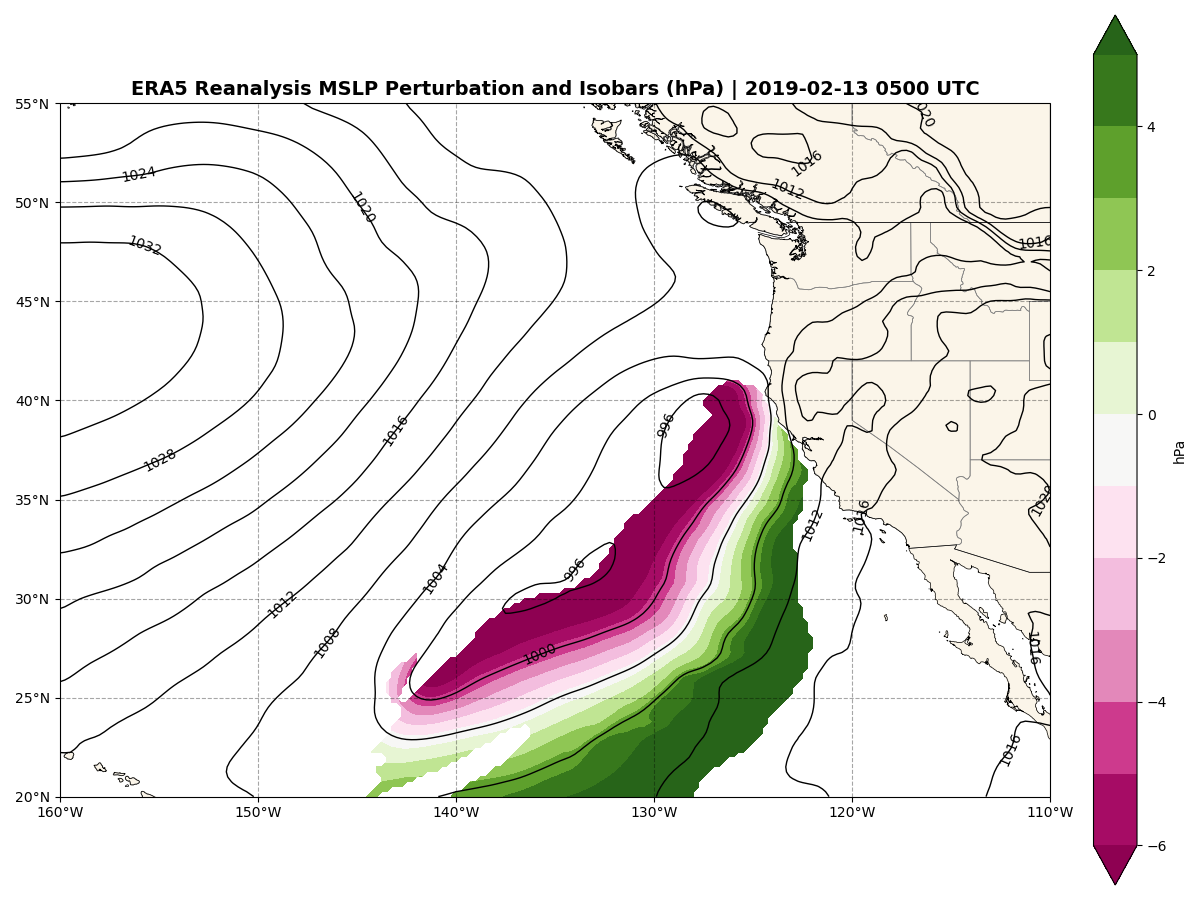 ERA5 Reanalysis MSLP Perturbation and Isobars (hPa) | 2019-02-13 0500 UTC
55°N
50°N
45°N
40°N
35°N
30°N
25°N
20°N
160°W
150°W
140°W
130°W
120°W
110°W
1020
1016
1012
1024
1020
1032
1016
996
1016
1028
1020
1012
1016
996
1004
1012
1008
1000
1016
1016
4
2
0
−2
−4
−6
hPa